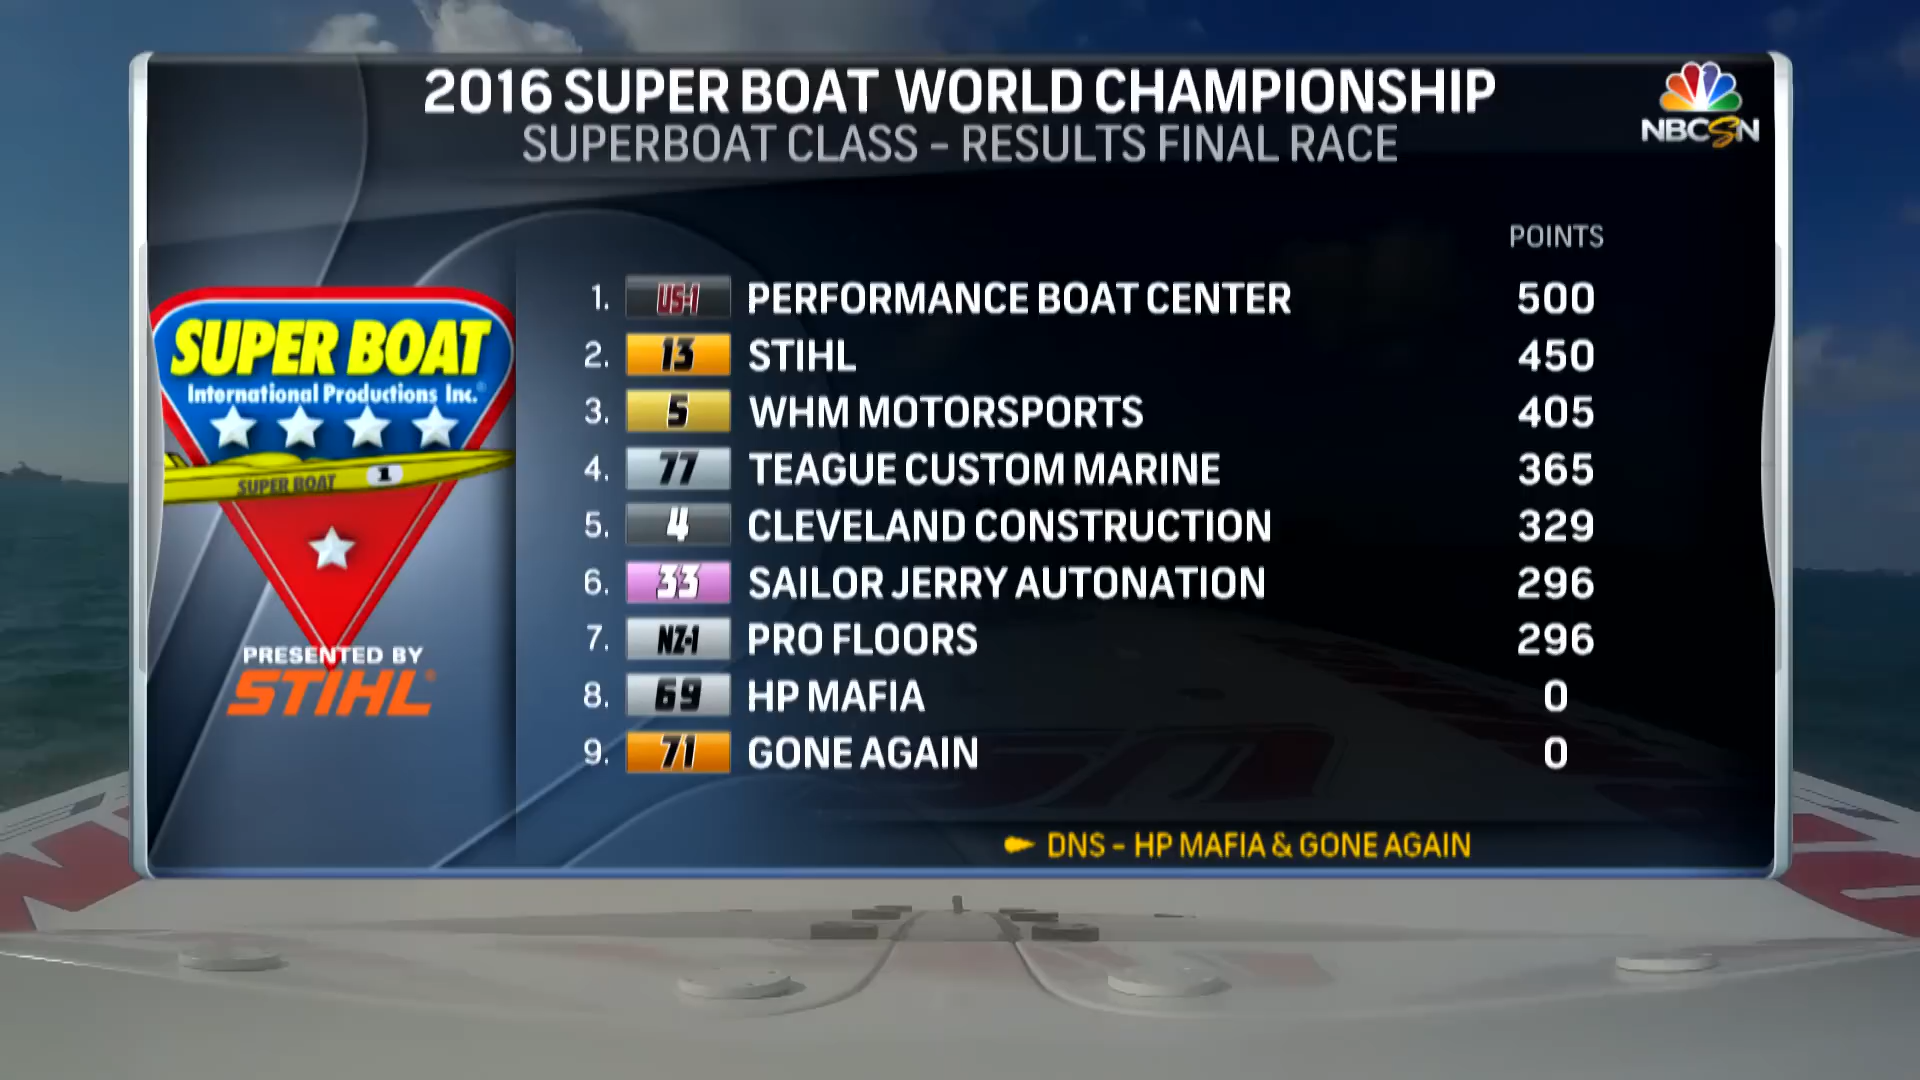 2016 SUPER BOAT WORLD CHAMPIONSHIP
SUPERBOAT CLASS - RESULTS FINAL RACE
NBCSN
POINTS
1. US-1 PERFORMANCE BOAT CENTER 500
2. 13 STIHL 450
3. 5 WHM MOTORSPORTS 405
4. 77 TEAGUE CUSTOM MARINE 365
5. 4 CLEVELAND CONSTRUCTION 329
6. 33 SAILOR JERRY AUTONATION 296
7. NZ-1 PRO FLOORS 296
8. 69 HP MAFIA 0
9. 71 GONE AGAIN 0
DNS - HP MAFIA & GONE AGAIN
SUPER BOAT
International Productions Inc.®
SUPER BOAT 1
PRESENTED BY
STIHL®